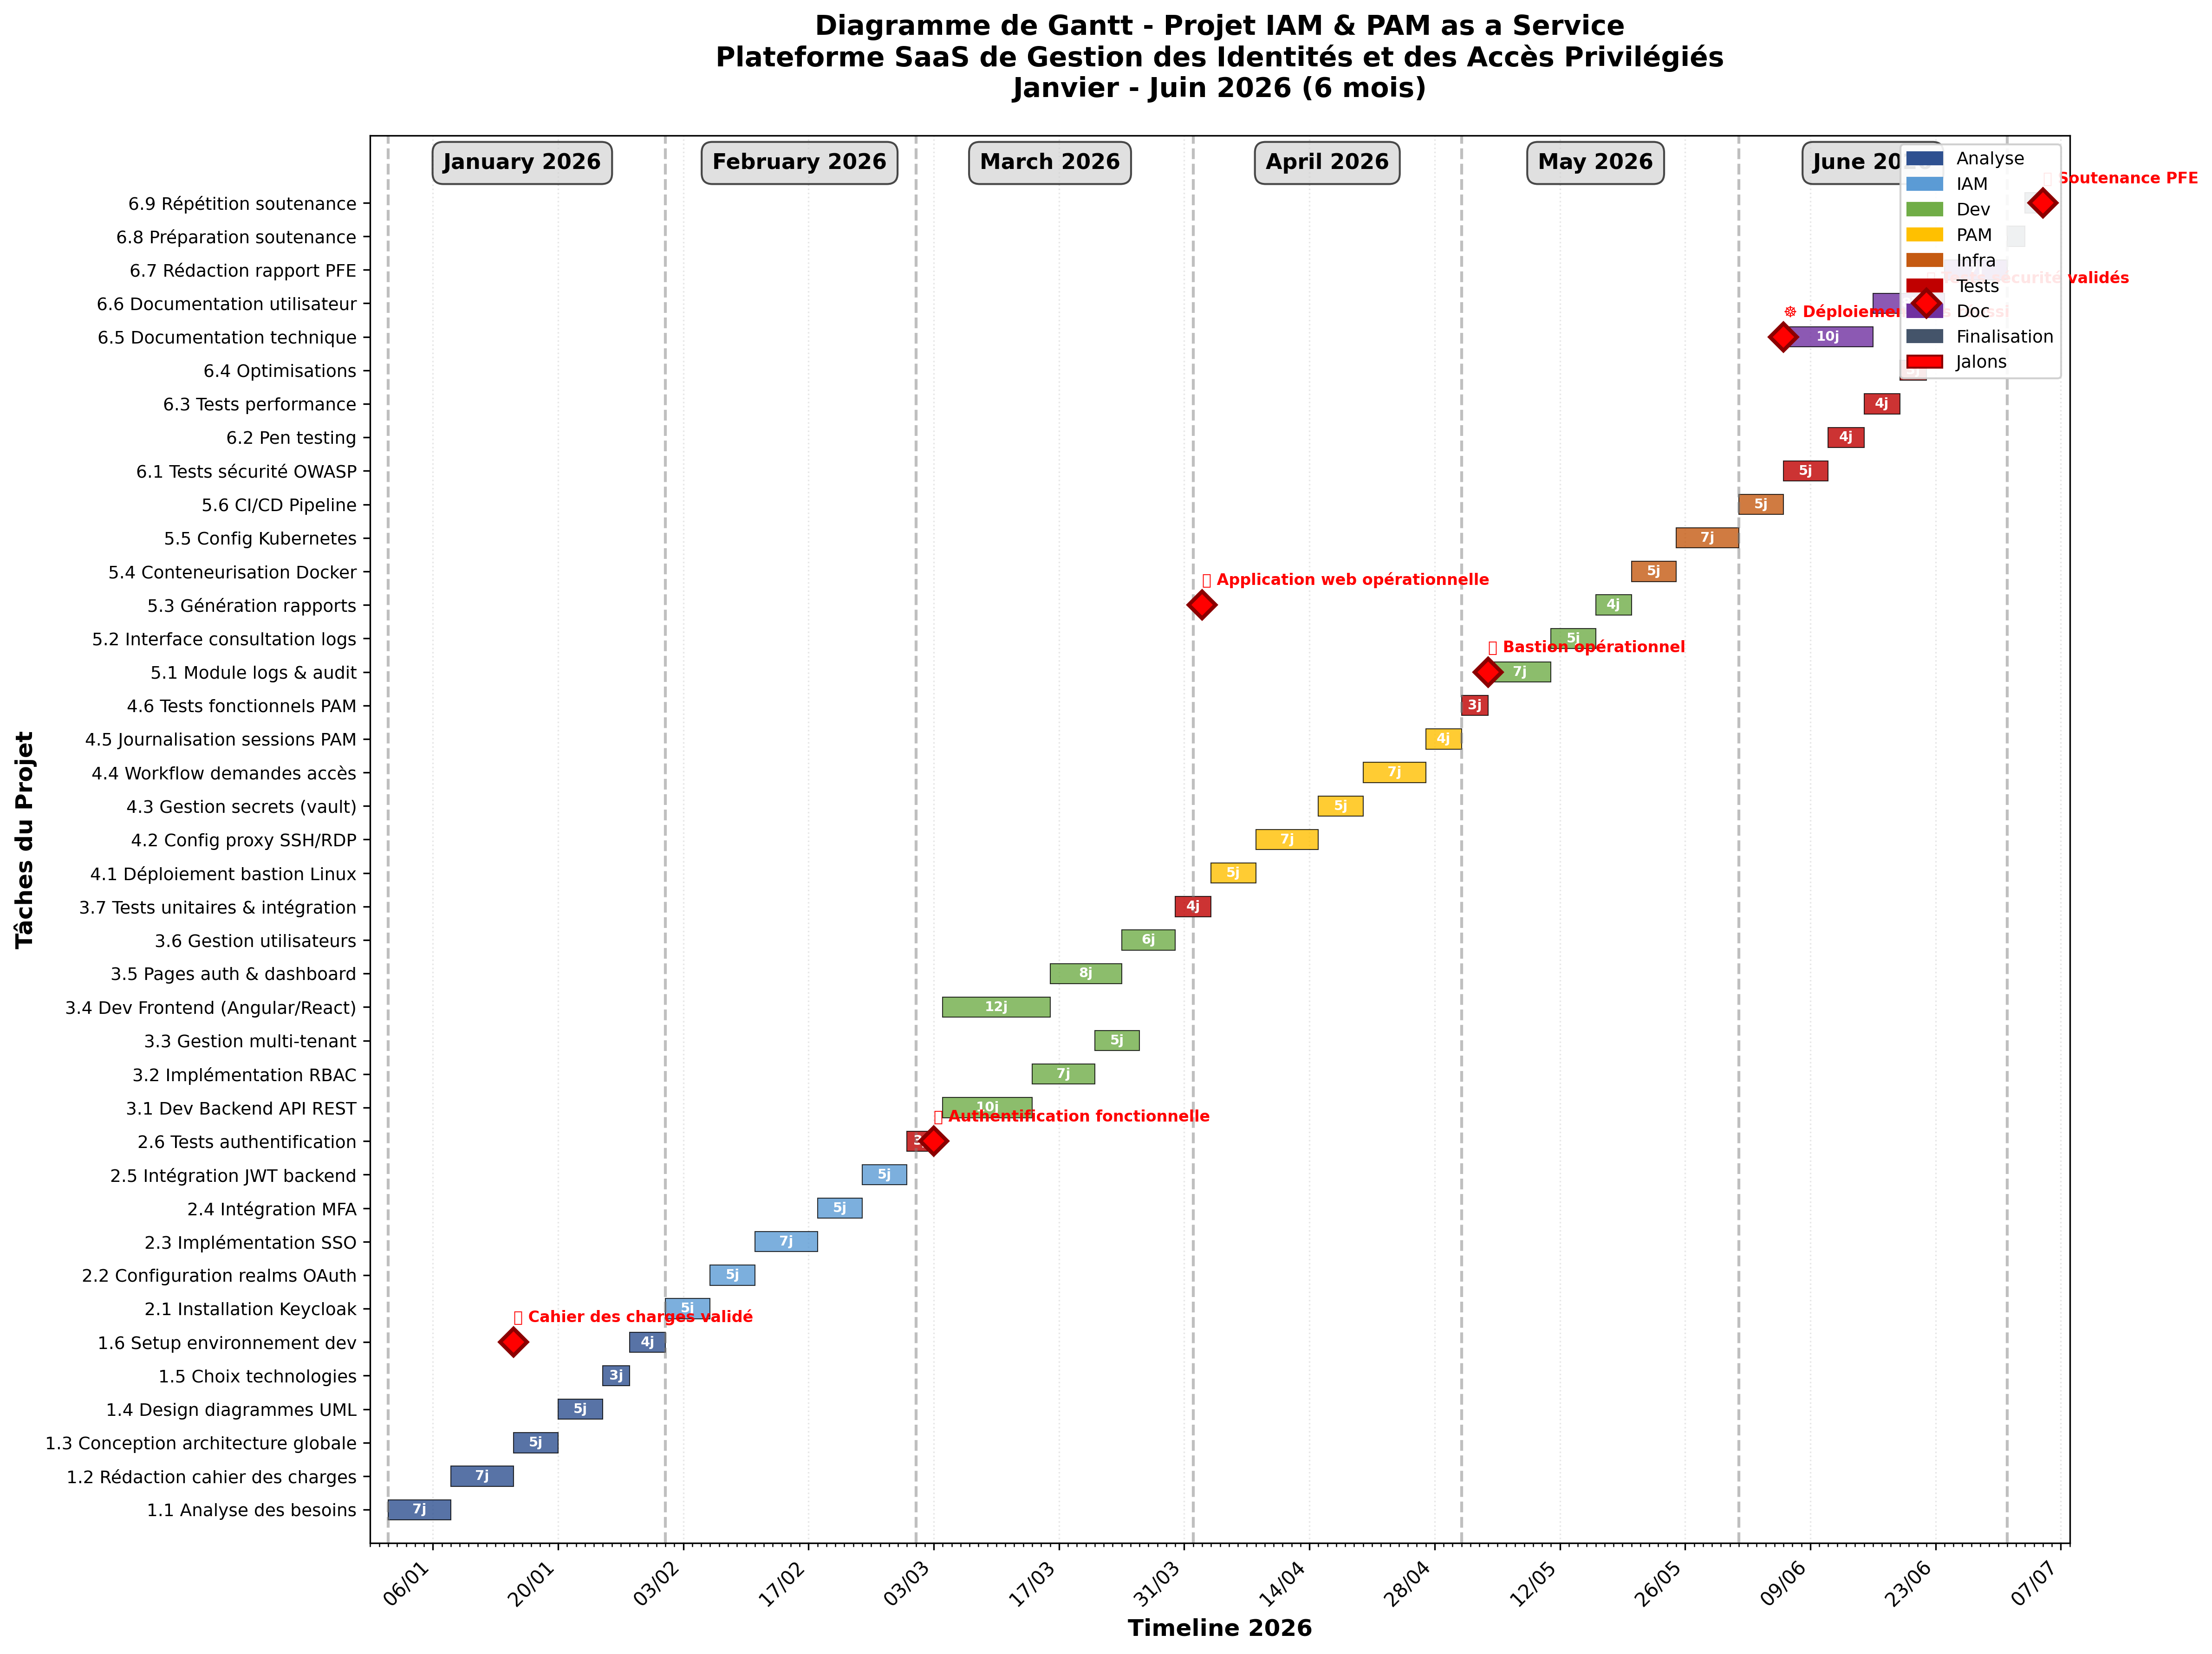 Diagramme de Gantt - Projet IAM & PAM as a Service
Plateforme SaaS de Gestion des Identités et des Accès Privilégiés
Janvier - Juin 2026 (6 mois)
January 2026
February 2026
March 2026
April 2026
May 2026
June 20
Analyse
IAM
Dev
PAM
Infra
Tests
Doc
Finalisation
Jalons
Soutenance PFE
6.9 Répétition soutenance
6.8 Préparation soutenance
6.7 Rédaction rapport PFE
validés
6.6 Documentation utilisateur
6.5 Documentation technique
10j
6.4 Optimisations
6.3 Tests performance
4j
6.2 Pen testing
4j
6.1 Tests sécurité OWASP
5j
5.6 CI/CD Pipeline
5j
5.5 Config Kubernetes
7j
5.4 Conteneurisation Docker
5j
Application web opérationnelle
5.3 Génération rapports
4j
5.2 Interface consultation logs
5j
Bastion opérationnel
5.1 Module logs & audit
7j
4.6 Tests fonctionnels PAM
3j
4.5 Journalisation sessions PAM
4j
4.4 Workflow demandes accès
7j
4.3 Gestion secrets (vault)
5j
4.2 Config proxy SSH/RDP
7j
4.1 Déploiement bastion Linux
5j
3.7 Tests unitaires & intégration
4j
3.6 Gestion utilisateurs
6j
3.5 Pages auth & dashboard
8j
3.4 Dev Frontend (Angular/React)
12j
3.3 Gestion multi-tenant
5j
3.2 Implémentation RBAC
7j
3.1 Dev Backend API REST
10j
Authentification fonctionnelle
2.6 Tests authentification
2.5 Intégration JWT backend
5j
2.4 Intégration MFA
5j
2.3 Implémentation SSO
7j
2.2 Configuration realms OAuth
5j
2.1 Installation Keycloak
5j
Cahier des charges validé
1.6 Setup environnement dev
4j
1.5 Choix technologies
3j
1.4 Design diagrammes UML
5j
1.3 Conception architecture globale
5j
1.2 Rédaction cahier des charges
7j
1.1 Analyse des besoins
7j
Tâches du Projet
06/01
20/01
03/02
17/02
03/03
17/03
31/03
14/04
28/04
12/05
26/05
09/06
23/06
07/07
Timeline 2026